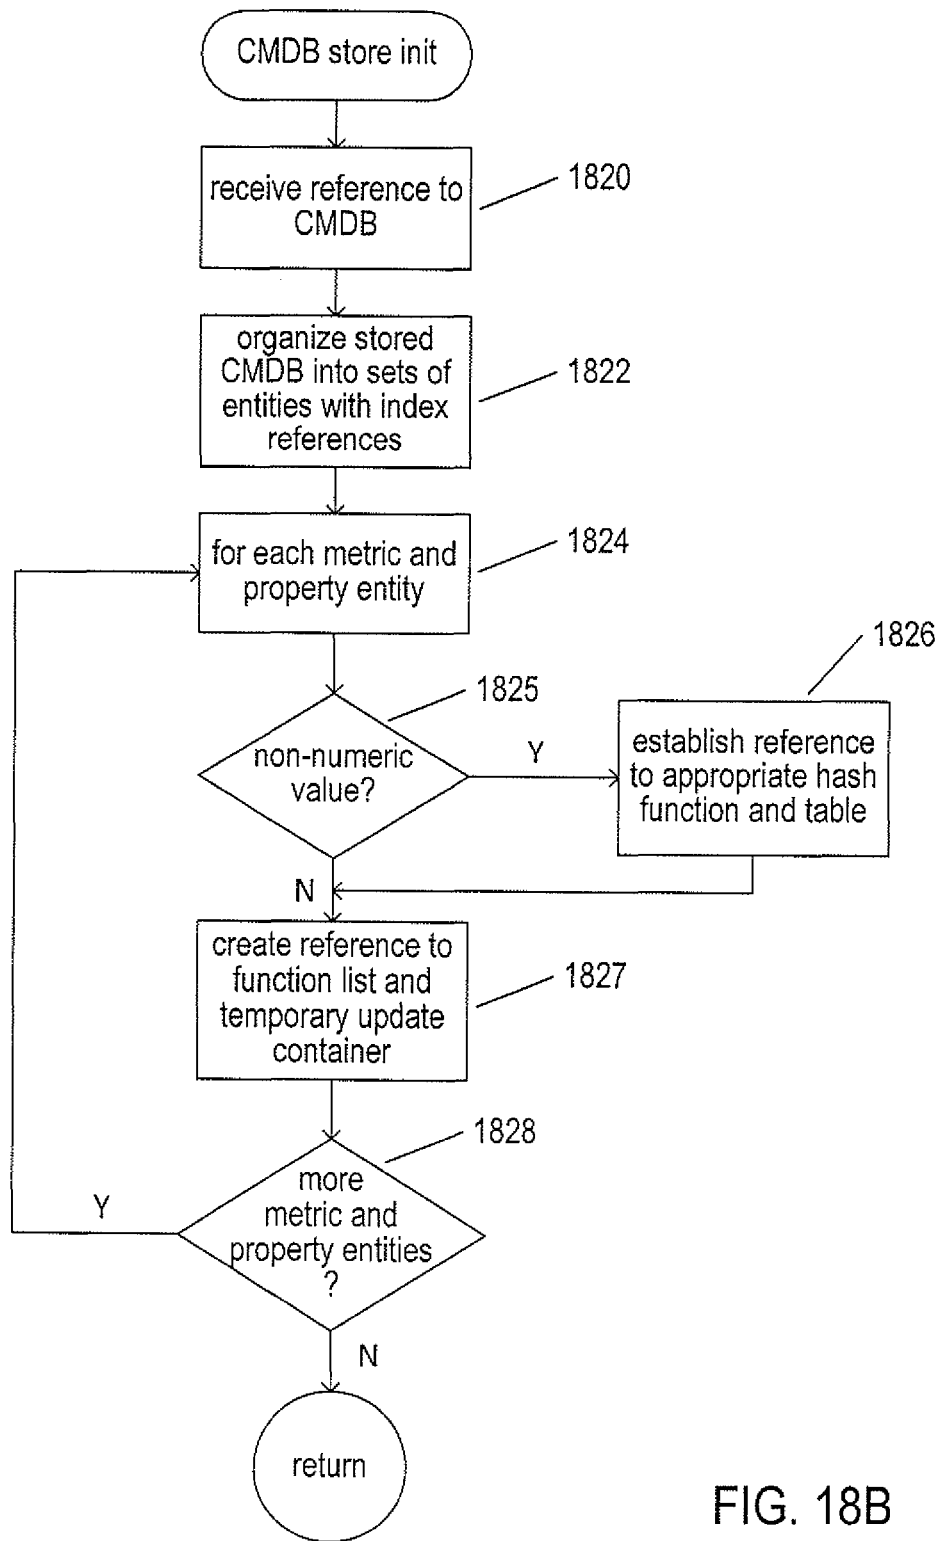 CMDB store init
receive reference to
CMDB
1820
organize stored
CMDB into sets of
entities with index
references
1822
for each metric and
property entity
1824
1825
non-numeric
value?
Y
1826
establish reference
to appropriate hash
function and table
N
create reference to
function list and
temporary update
container
1827
1828
more
metric and
property entities
?
Y
N
return
FIG. 18B